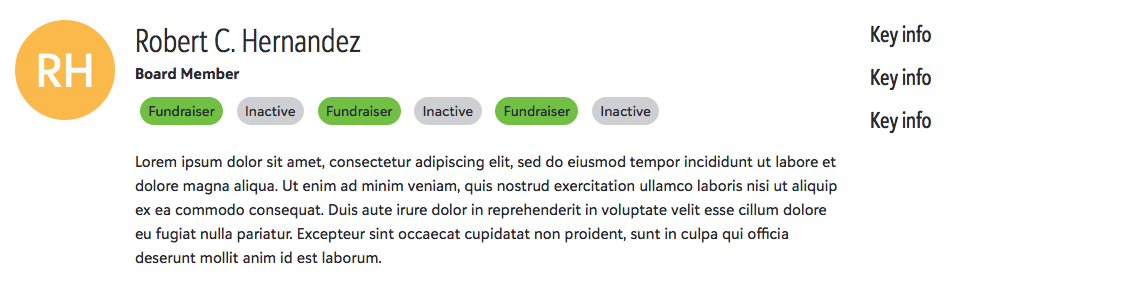 RH
Robert C. Hernandez
Board Member
Fundraiser Inactive Fundraiser Inactive Fundraiser Inactive
Lorem ipsum dolor sit amet, consectetur adipiscing elit, sed do eiusmod tempor incididunt ut labore et
dolore magna aliqua. Ut enim ad minim veniam, quis nostrud exercitation ullamco laboris nisi ut aliquip
ex ea commodo consequat. Duis aute irure dolor in reprehenderit in voluptate velit esse cillum dolore
eu fugiat nulla pariatur. Excepteur sint occaecat cupidatat non proident, sunt in culpa qui officia
deserunt mollit anim id est laborum.
Key info
Key info
Key info